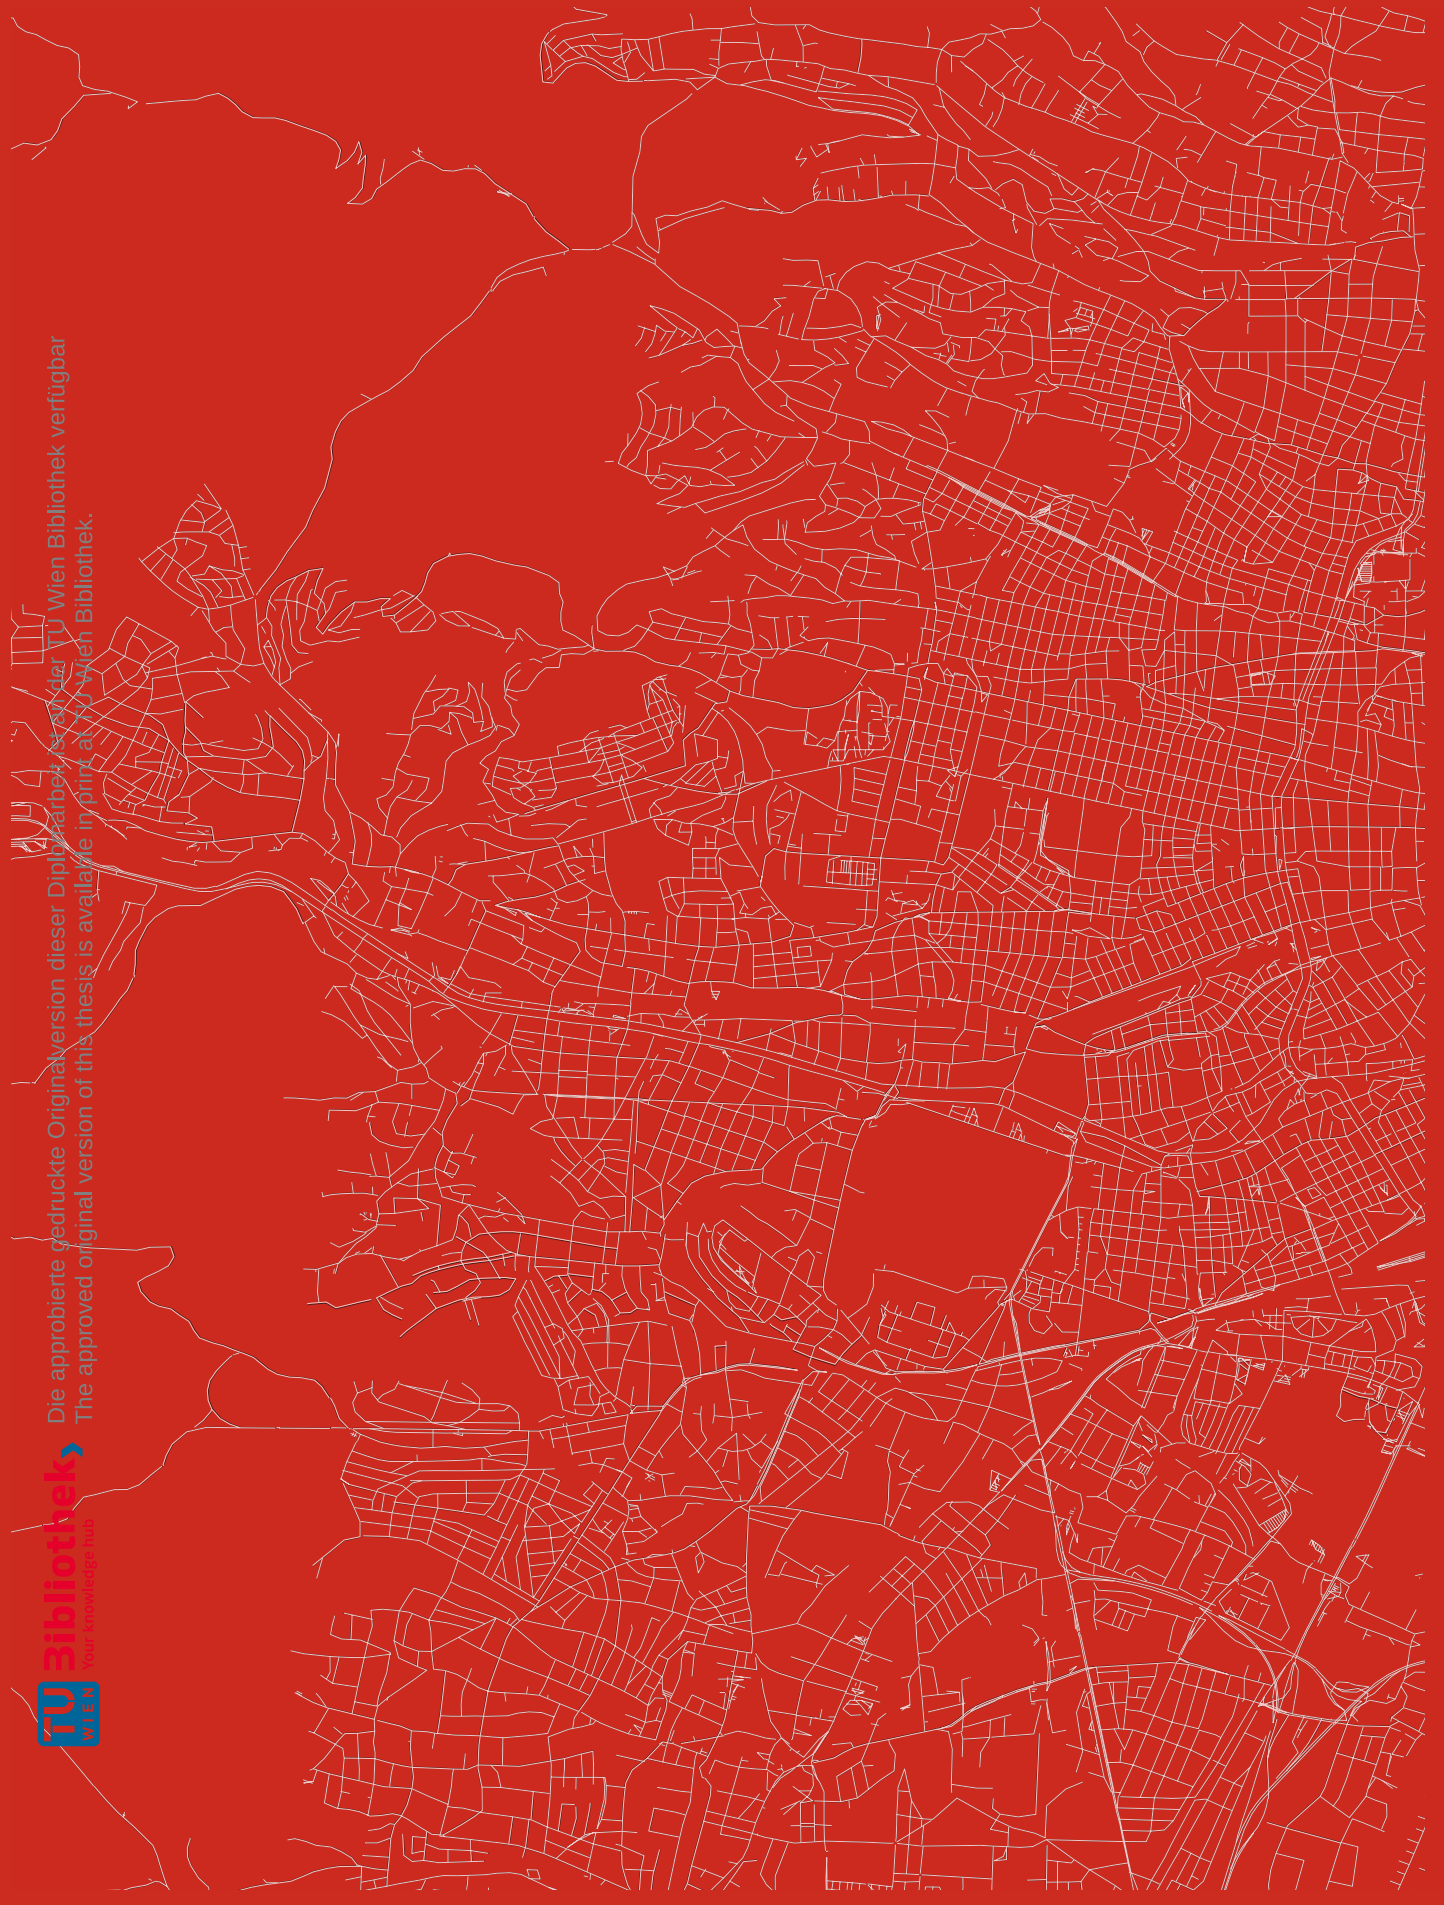 Die approbierte gedruckte Originalversion dieser Diplomarbeit ist an der TU Wien Bibliothek verfügbar
The approved original version of this thesis is available in print at TU Wien Bibliothek.
TU Bibliothek
WIEN Your knowledge hub